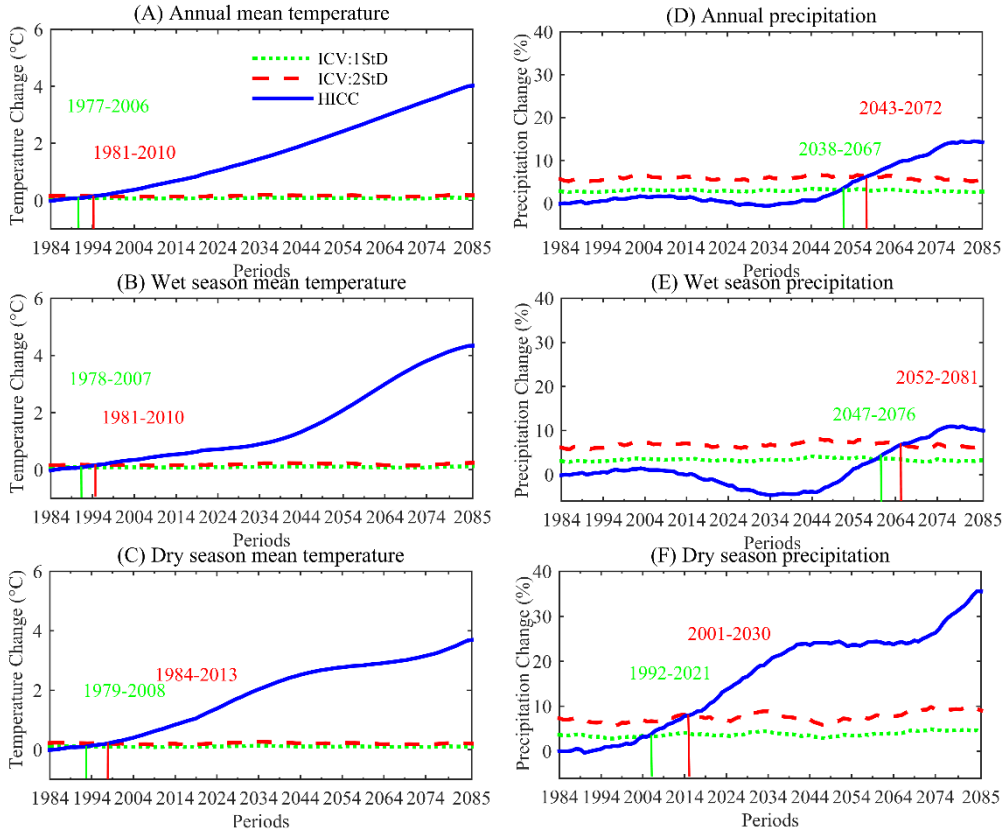 (A) Annual mean temperature
Temperature Change (°C)
6
4
2
0
ICV:1StD
ICV:2StD
HICC
1977-2006
1981-2010
1984 1994 2004 2014 2024 2034 2044 2054 2064 2074 2085
Periods
(D) Annual precipitation
Precipitation Change (%)
40
30
20
10
0
2043-2072
2038-2067
1984 1994 2004 2014 2024 2034 2044 2054 2064 2074 2085
Periods
(B) Wet season mean temperature
Temperature Change (°C)
6
4
2
0
1978-2007
1981-2010
1984 1994 2004 2014 2024 2034 2044 2054 2064 2074 2085
Periods
(E) Wet season precipitation
Precipitation Change (%)
40
30
20
10
0
2052-2081
2047-2076
1984 1994 2004 2014 2024 2034 2044 2054 2064 2074 2085
Periods
(C) Dry season mean temperature
Temperature Change (°C)
6
4
2
0
1984-2013
1979-2008
1984 1994 2004 2014 2024 2034 2044 2054 2064 2074 2085
Periods
(F) Dry season precipitation
Precipitation Change (%)
40
30
20
10
0
2001-2030
1992-2021
1984 1994 2004 2014 2024 2034 2044 2054 2064 2074 2085
Periods